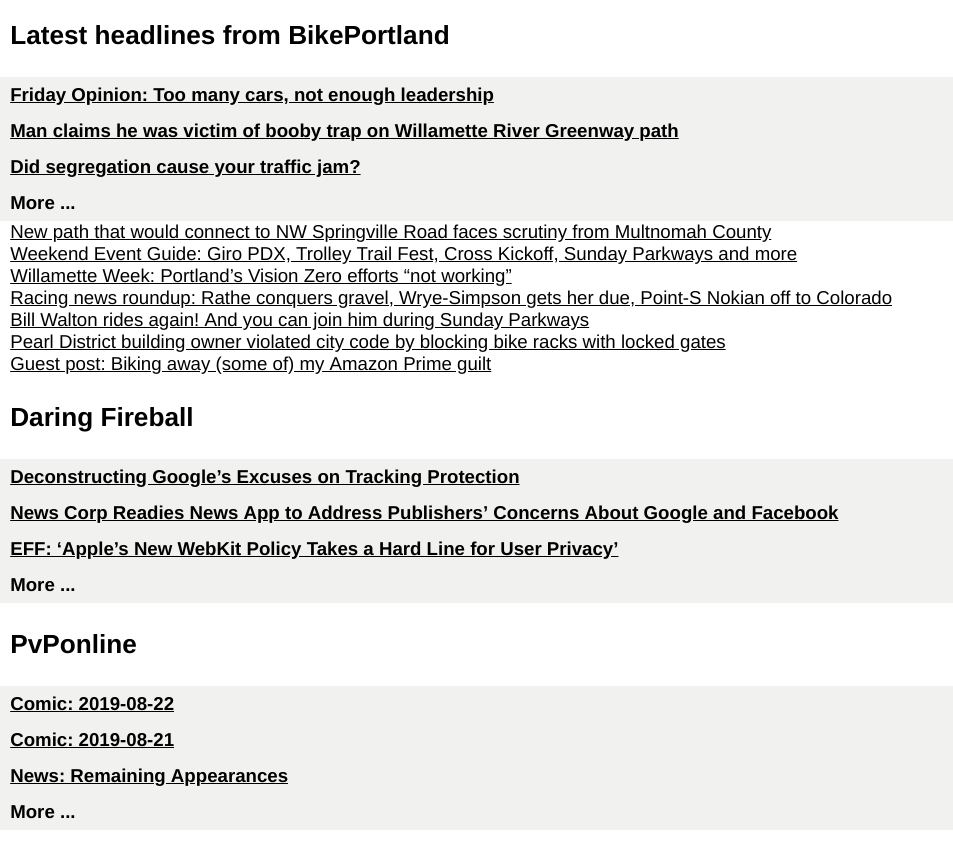 Latest headlines from BikePortland
Friday Opinion: Too many cars, not enough leadership
Man claims he was victim of booby trap on Willamette River Greenway path
Did segregation cause your traffic jam?
More ...
New path that would connect to NW Springville Road faces scrutiny from Multnomah County
Weekend Event Guide: Giro PDX, Trolley Trail Fest, Cross Kickoff, Sunday Parkways and more
Willamette Week: Portland’s Vision Zero efforts “not working”
Racing news roundup: Rathe conquers gravel, Wrye-Simpson gets her due, Point-S Nokian off to Colorado
Bill Walton rides again! And you can join him during Sunday Parkways
Pearl District building owner violated city code by blocking bike racks with locked gates
Guest post: Biking away (some of) my Amazon Prime guilt
Daring Fireball
Deconstructing Google’s Excuses on Tracking Protection
News Corp Readies News App to Address Publishers’ Concerns About Google and Facebook
EFF: ‘Apple’s New WebKit Policy Takes a Hard Line for User Privacy’
More ...
PvPonline
Comic: 2019-08-22
Comic: 2019-08-21
News: Remaining Appearances
More ...